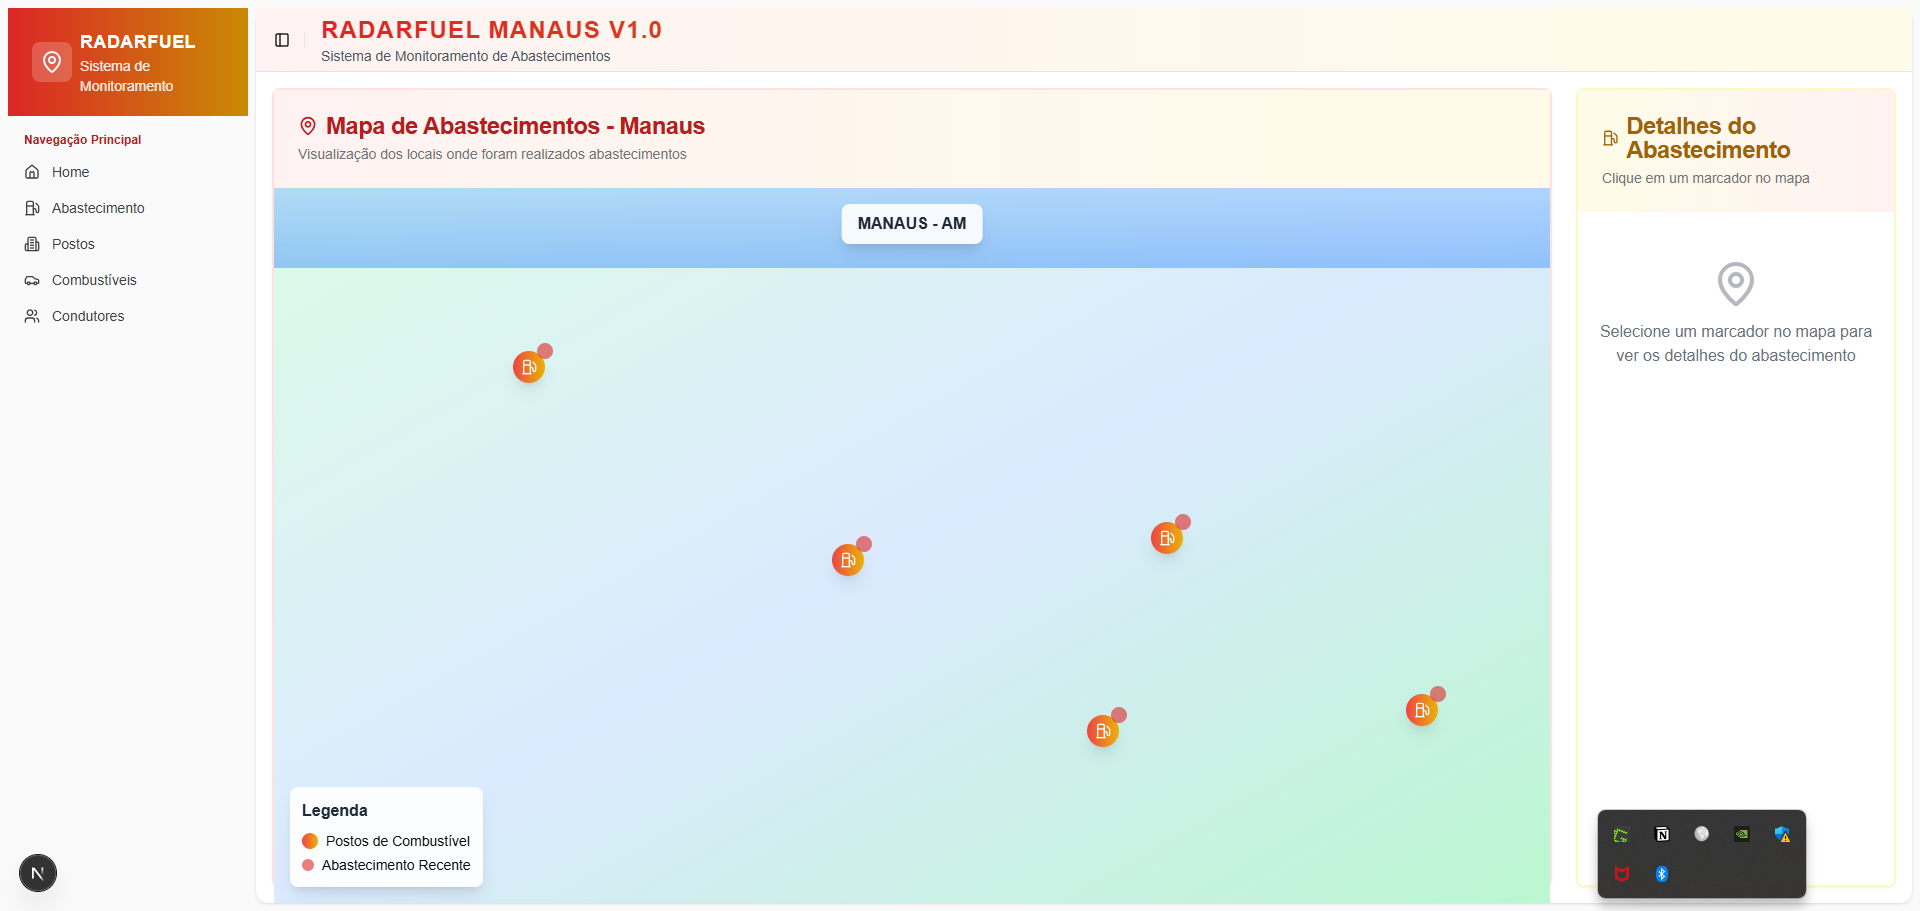 RADARFUEL
Sistema de
Monitoramento
Navegação Principal
Home
Abastecimento
Postos
Combustíveis
Condutores
RADARFUEL MANAUS V1.0
Sistema de Monitoramento de Abastecimentos
Mapa de Abastecimentos - Manaus
Visualização dos locais onde foram realizados abastecimentos
MANAUS - AM
Legenda
Postos de Combustível
Abastecimento Recente
Detalhes do
Abastecimento
Clique em um marcador no mapa
Selecione um marcador no mapa para
ver os detalhes do abastecimento
N
N